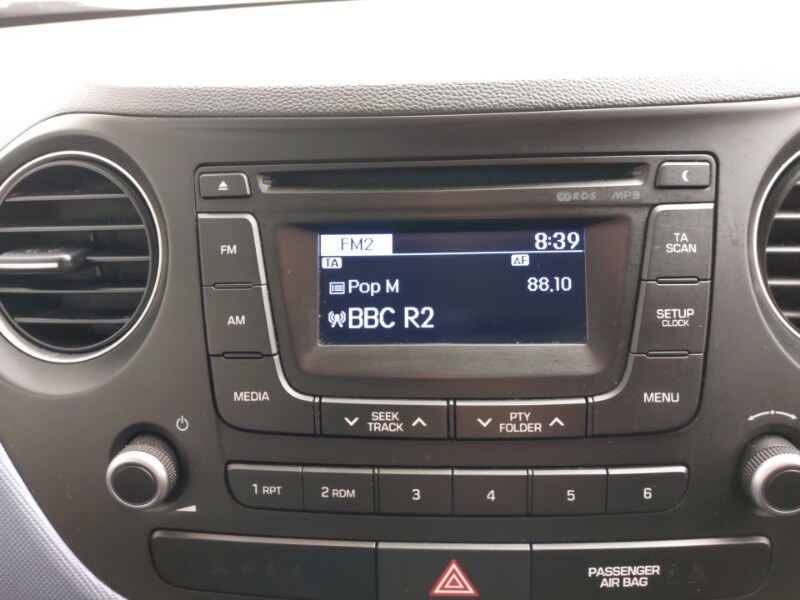 R·D·S MP3
FM
FM2 8:39
TA AF
Pop M 88.10
BBC R2
TA SCAN
AM
SETUP CLOCK
MEDIA
SEEK TRACK
PTY FOLDER
MENU
1 RPT 2 RDM 3 4 5 6
PASSENGER AIR BAG